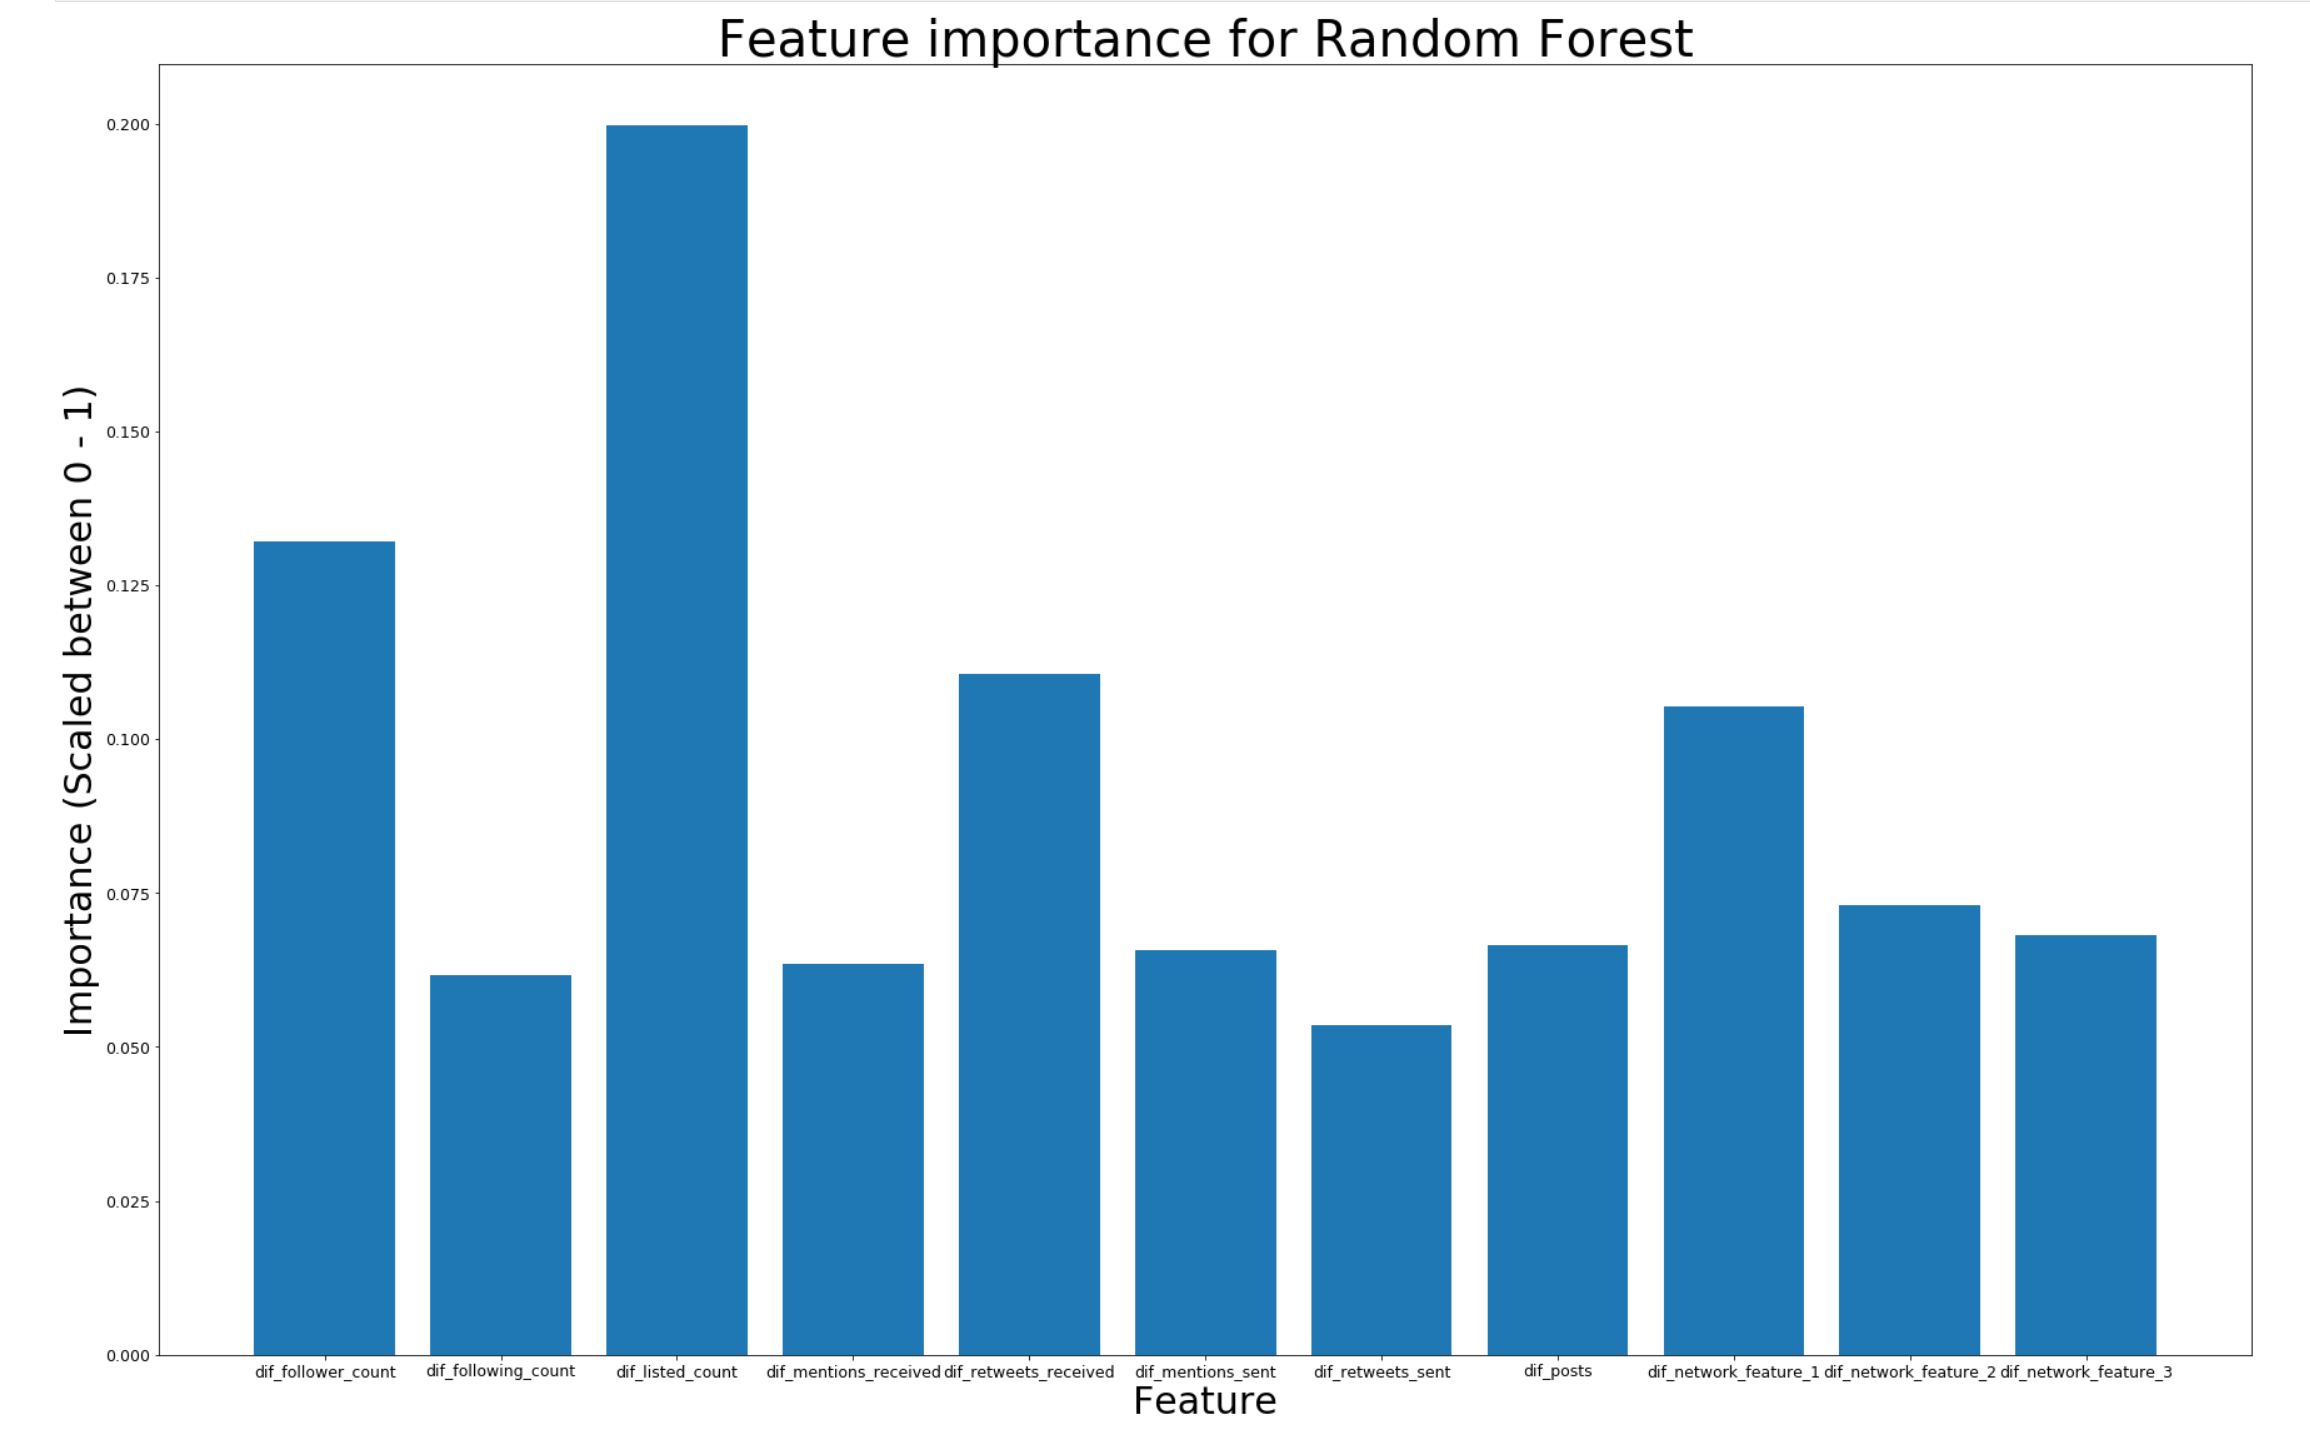 Feature importance for Random Forest
Importance (Scaled between 0 - 1)
0.200
0.175
0.150
0.125
0.100
0.075
0.050
0.025
0.000
dif_follower_count dif_following_count dif_listed_count dif_mentions_received dif_retweets_received dif_mentions_sent dif_retweets_sent dif_posts dif_network_feature_1 dif_network_feature_2 dif_network_feature_3
Feature